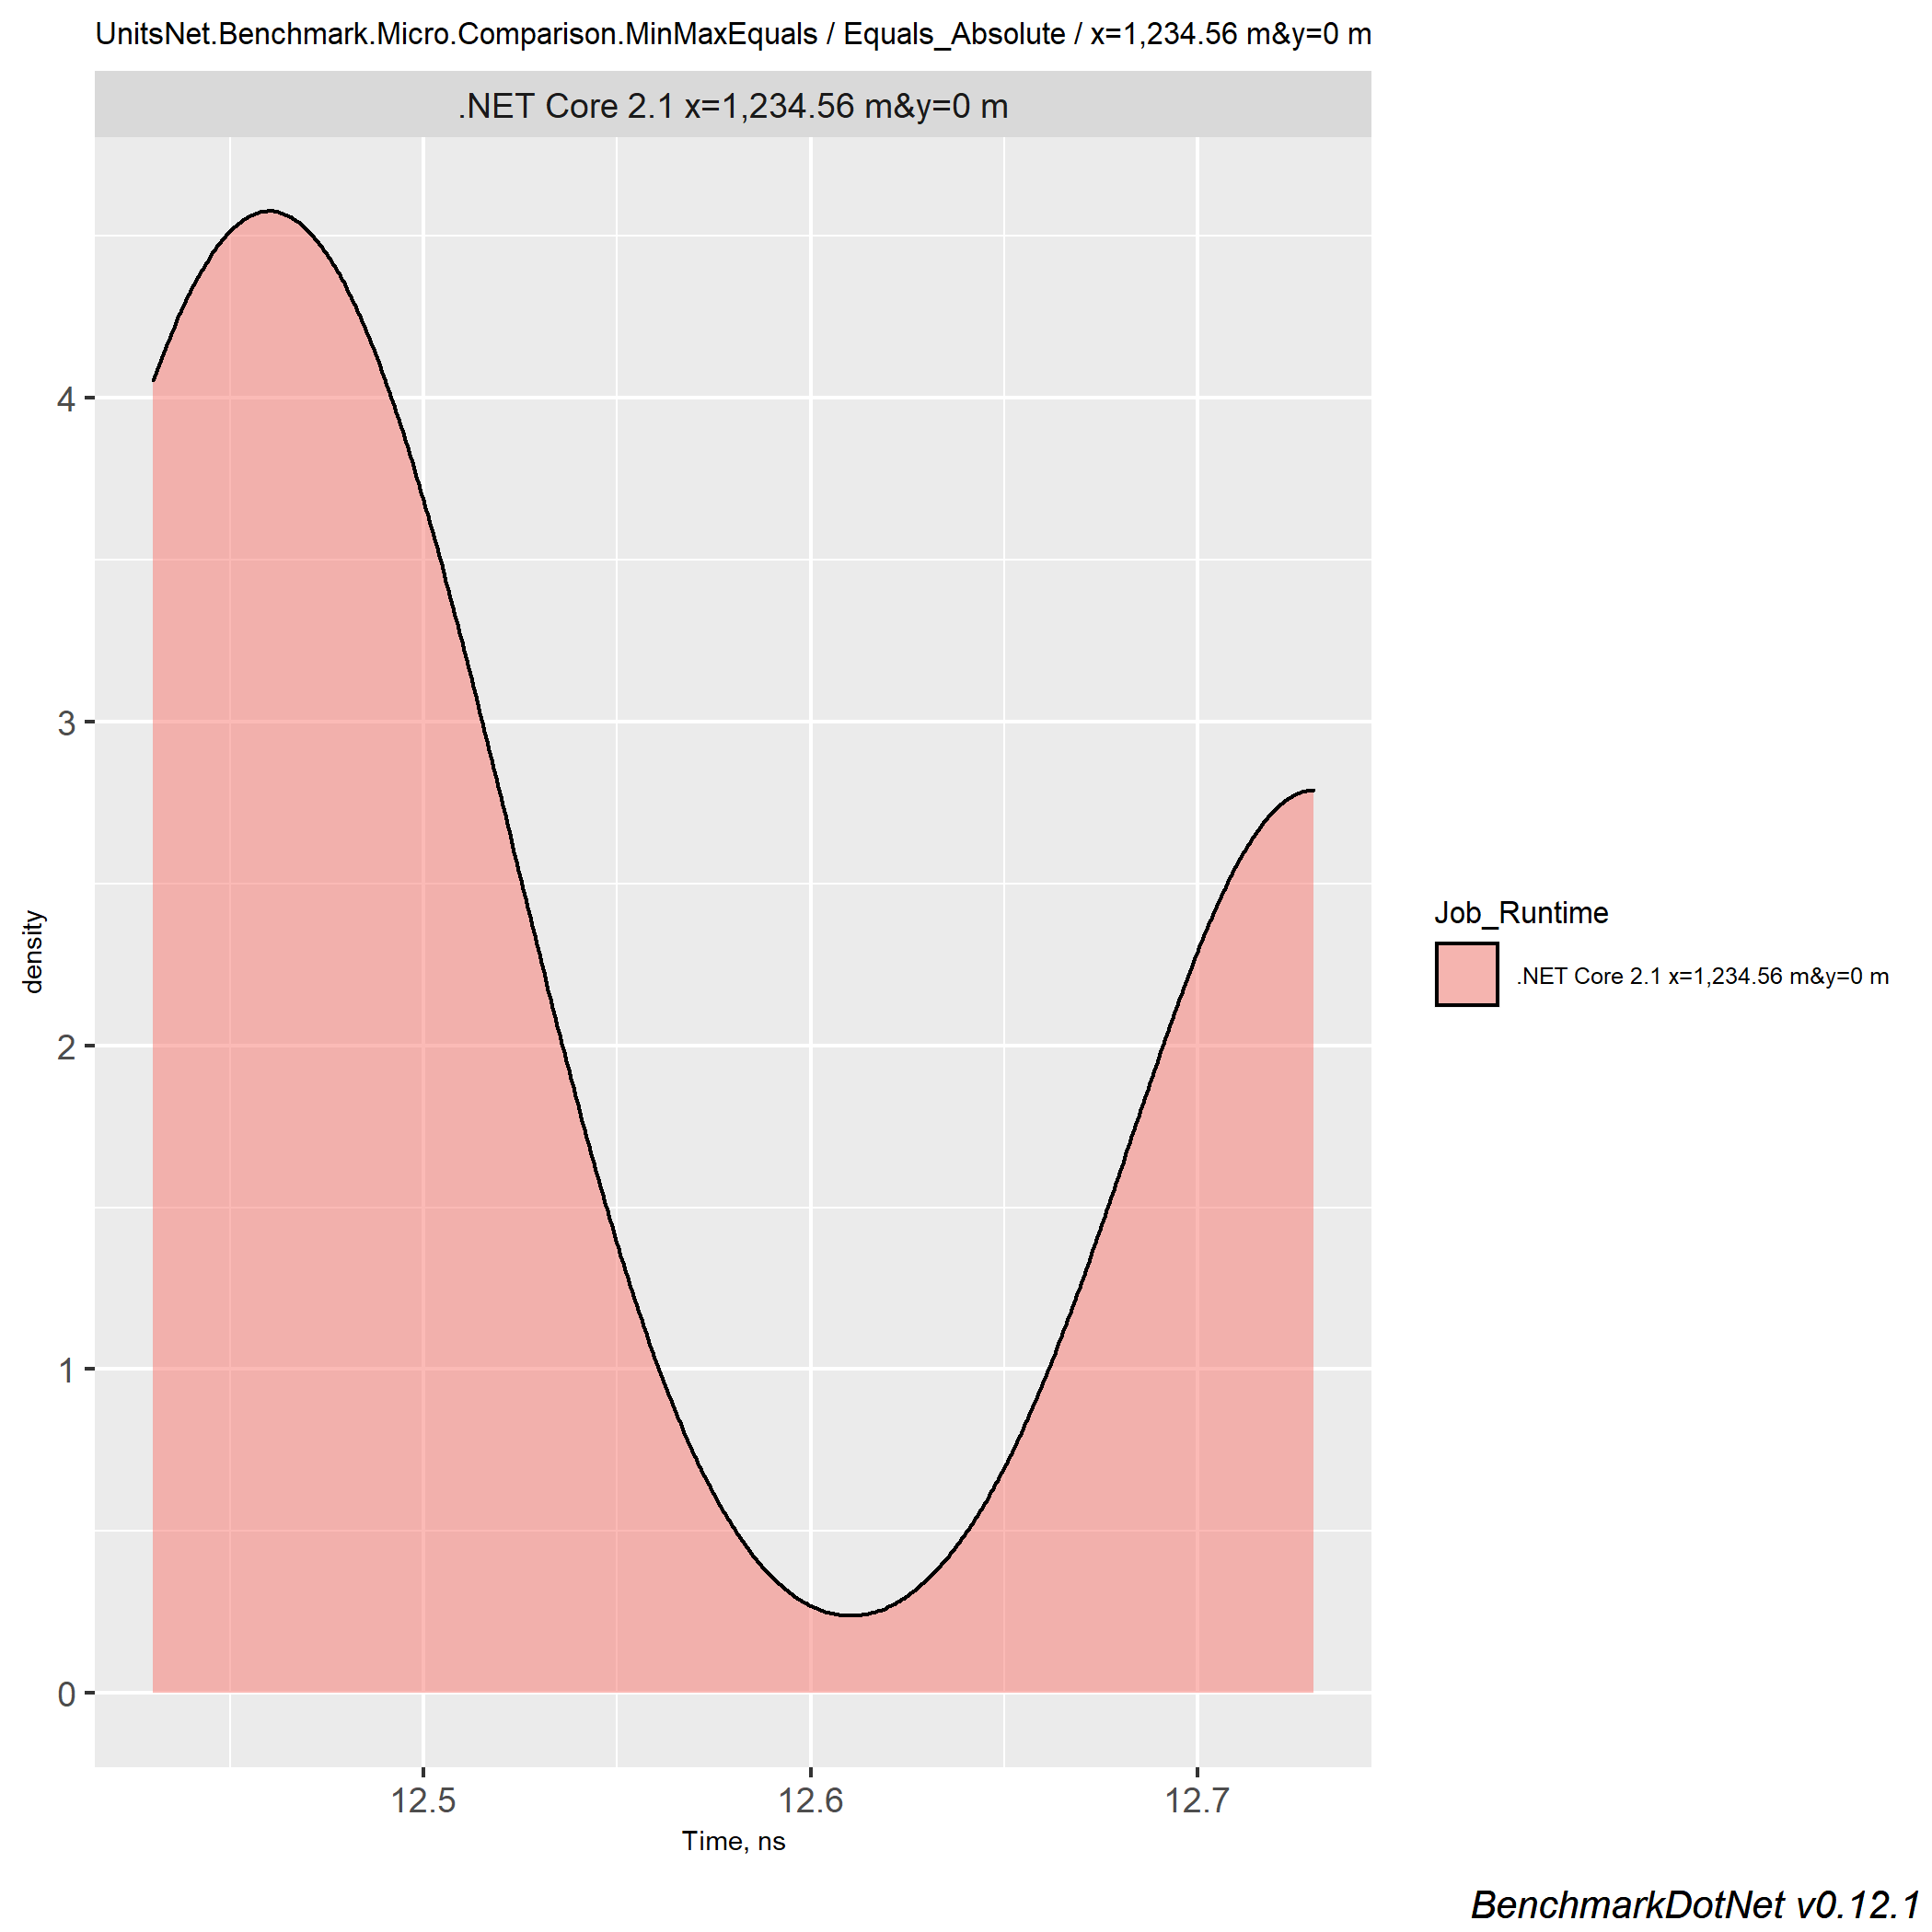 UnitsNet.Benchmark.Micro.Comparison.MinMaxEquals / Equals_Absolute / x=1,234.56 m&y=0 m
.NET Core 2.1 x=1,234.56 m&y=0 m
4
3
2
1
0
density
12.5 12.6 12.7
Time, ns
Job_Runtime
.NET Core 2.1 x=1,234.56 m&y=0 m
BenchmarkDotNet v0.12.1